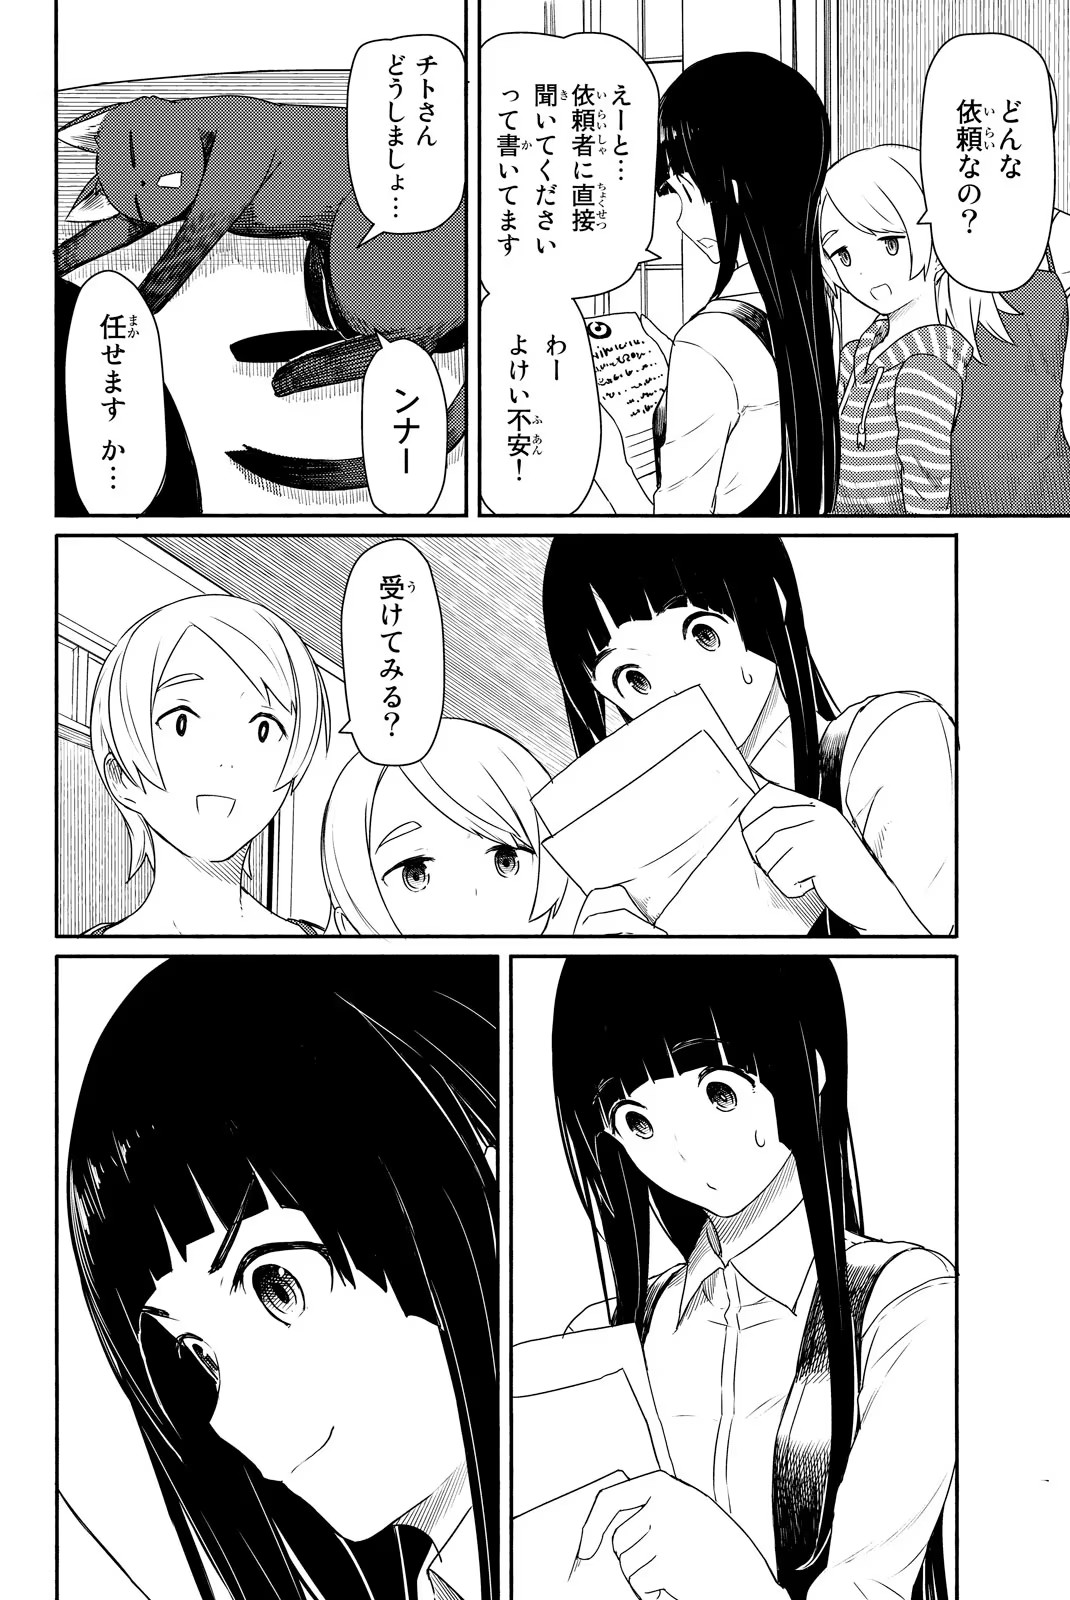 どんな
依頼なの？
えーと…
依頼者に直接
聞いてください
って書いてます
わー
よけい不安！
チトさん
どうしましょ…
ンナー
任せます か…
受けてみる？